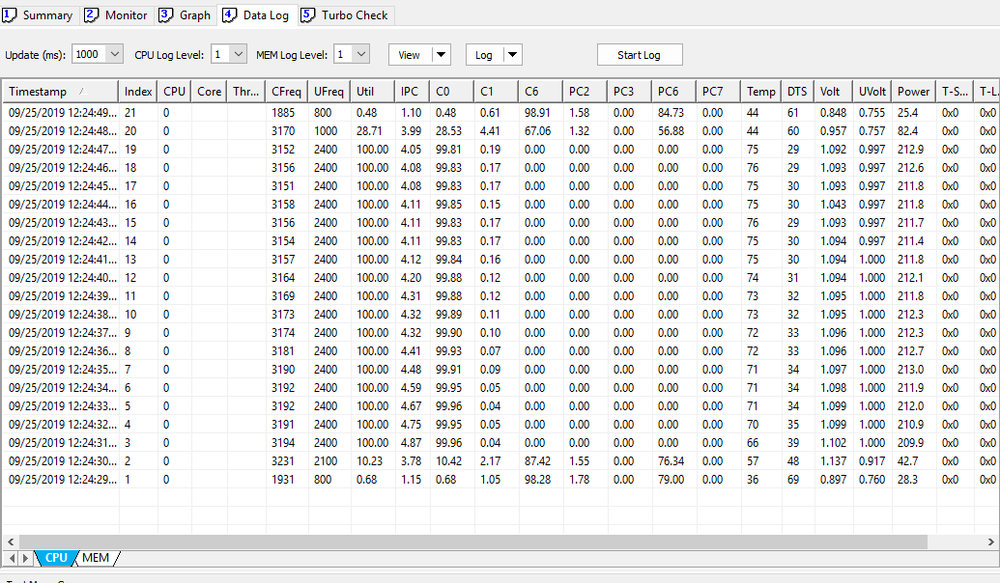 1 Summary 2 Monitor 3 Graph 4 Data Log 5 Turbo Check
Update (ms): 1000 CPU Log Level: 1 MEM Log Level: 1 View Log Start Log
Timestamp Index CPU Core Thr... CFreq UFreq Util IPC C0 C1 C6 PC2 PC3 PC6 PC7 Temp DTS Volt UVolt Power T-S... T-L
09/25/2019 12:24:49... 21 0 1885 800 0.48 1.10 0.48 0.61 98.91 1.58 0.00 84.73 0.00 44 61 0.848 0.755 25.4 0x0 0x0
09/25/2019 12:24:48... 20 0 3170 1000 28.71 3.99 28.53 4.41 67.06 1.32 0.00 56.88 0.00 44 60 0.957 0.757 82.4 0x0 0x0
09/25/2019 12:24:47... 19 0 3152 2400 100.00 4.05 99.81 0.19 0.00 0.00 0.00 0.00 0.00 75 29 1.092 0.997 212.9 0x0 0x0
09/25/2019 12:24:46... 18 0 3156 2400 100.00 4.08 99.83 0.17 0.00 0.00 0.00 0.00 0.00 76 29 1.093 0.997 212.6 0x0 0x0
09/25/2019 12:24:45... 17 0 3151 2400 100.00 4.08 99.83 0.17 0.00 0.00 0.00 0.00 0.00 75 30 1.093 0.997 211.8 0x0 0x0
09/25/2019 12:24:44... 16 0 3158 2400 100.00 4.11 99.85 0.15 0.00 0.00 0.00 0.00 0.00 75 30 1.043 0.997 211.8 0x0 0x0
09/25/2019 12:24:43... 15 0 3156 2400 100.00 4.11 99.83 0.17 0.00 0.00 0.00 0.00 0.00 76 29 1.093 0.997 211.7 0x0 0x0
09/25/2019 12:24:42... 14 0 3154 2400 100.00 4.11 99.83 0.17 0.00 0.00 0.00 0.00 0.00 75 30 1.094 0.997 211.4 0x0 0x0
09/25/2019 12:24:41... 13 0 3157 2400 100.00 4.12 99.84 0.16 0.00 0.00 0.00 0.00 0.00 75 30 1.094 1.000 211.8 0x0 0x0
09/25/2019 12:24:40... 12 0 3164 2400 100.00 4.20 99.88 0.12 0.00 0.00 0.00 0.00 0.00 74 31 1.094 1.000 212.1 0x0 0x0
09/25/2019 12:24:39... 11 0 3169 2400 100.00 4.31 99.88 0.12 0.00 0.00 0.00 0.00 0.00 73 32 1.095 1.000 211.8 0x0 0x0
09/25/2019 12:24:38... 10 0 3173 2400 100.00 4.32 99.89 0.11 0.00 0.00 0.00 0.00 0.00 73 32 1.095 1.000 212.3 0x0 0x0
09/25/2019 12:24:37... 9 0 3174 2400 100.00 4.32 99.90 0.10 0.00 0.00 0.00 0.00 0.00 72 33 1.096 1.000 212.3 0x0 0x0
09/25/2019 12:24:36... 8 0 3181 2400 100.00 4.41 99.93 0.07 0.00 0.00 0.00 0.00 0.00 72 33 1.096 1.000 212.7 0x0 0x0
09/25/2019 12:24:35... 7 0 3190 2400 100.00 4.48 99.91 0.09 0.00 0.00 0.00 0.00 0.00 71 34 1.097 1.000 213.0 0x0 0x0
09/25/2019 12:24:34... 6 0 3192 2400 100.00 4.59 99.95 0.05 0.00 0.00 0.00 0.00 0.00 71 34 1.098 1.000 211.9 0x0 0x0
09/25/2019 12:24:33... 5 0 3192 2400 100.00 4.67 99.96 0.04 0.00 0.00 0.00 0.00 0.00 71 34 1.099 1.000 212.0 0x0 0x0
09/25/2019 12:24:32... 4 0 3191 2400 100.00 4.75 99.95 0.05 0.00 0.00 0.00 0.00 0.00 70 35 1.099 1.000 210.9 0x0 0x0
09/25/2019 12:24:31... 3 0 3194 2400 100.00 4.87 99.96 0.04 0.00 0.00 0.00 0.00 0.00 66 39 1.102 1.000 209.9 0x0 0x0
09/25/2019 12:24:30... 2 0 3231 2100 10.23 3.78 10.42 2.17 87.42 1.55 0.00 76.34 0.00 57 48 1.137 0.917 42.7 0x0 0x0
09/25/2019 12:24:29... 1 0 1931 800 0.68 1.15 0.68 1.05 98.28 1.78 0.00 79.00 0.00 36 69 0.897 0.760 28.3 0x0 0x0
CPU MEM